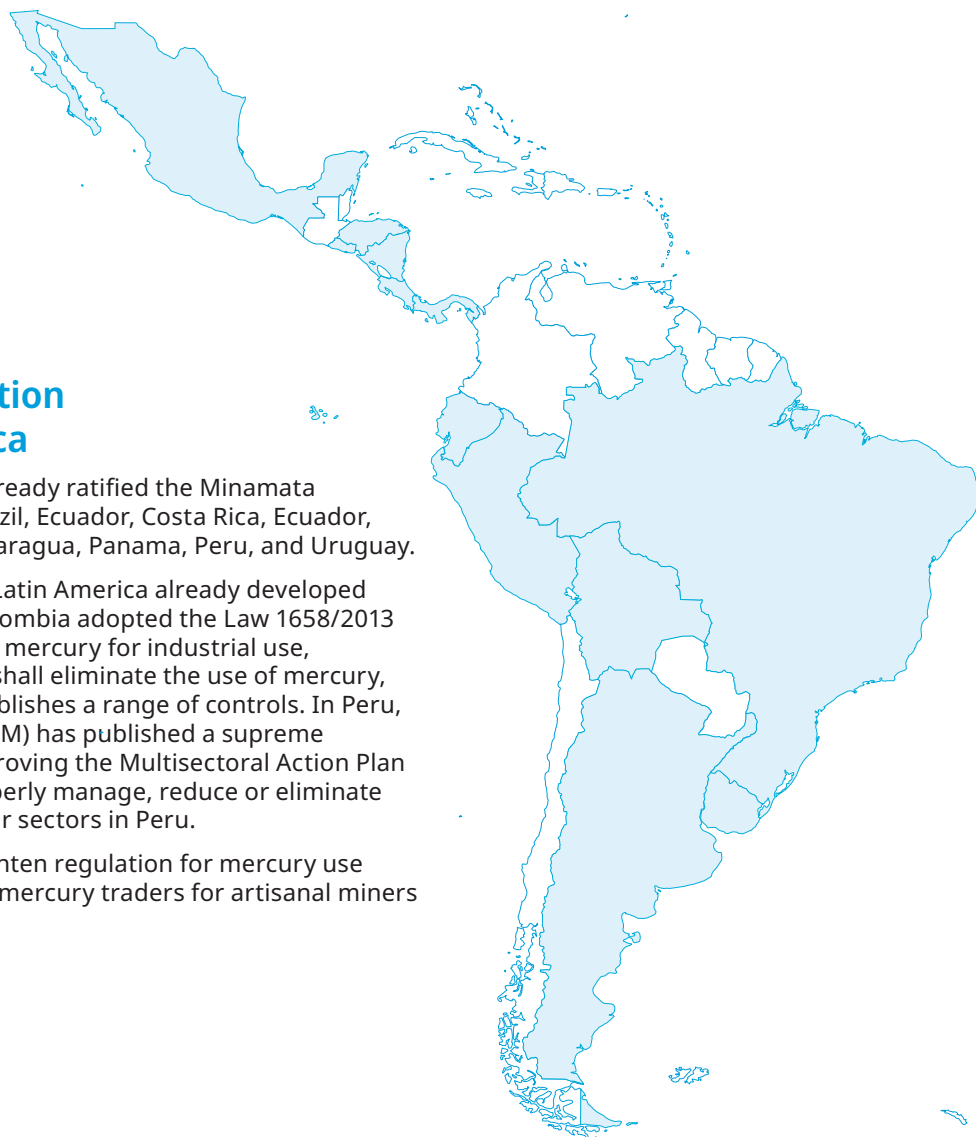 tion
ca
ready ratified the Minamata
zil, Ecuador, Costa Rica, Ecuador,
aragua, Panama, Peru, and Uruguay.
Latin America already developed
ombia adopted the Law 1658/2013
mercury for industrial use,
shall eliminate the use of mercury,
blishes a range of controls. In Peru,
M) has published a supreme
roving the Multisectoral Action Plan
perly manage, reduce or eliminate
r sectors in Peru.
hten regulation for mercury use
mercury traders for artisanal miners